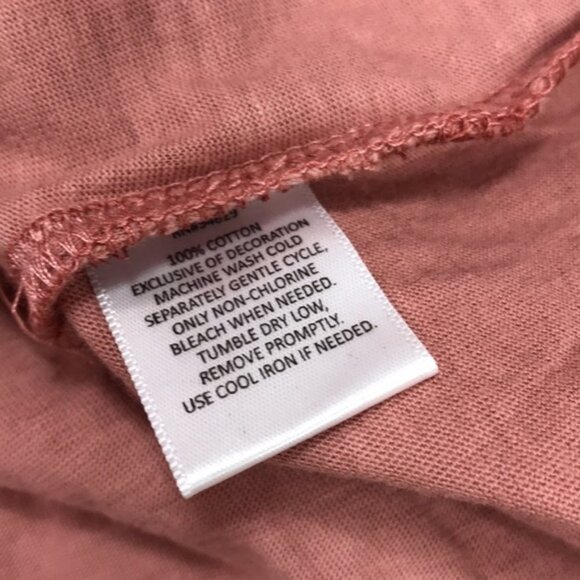 100% COTTON
EXCLUSIVE OF DECORATION
MACHINE WASH COLD
SEPARATELY GENTLE CYCLE,
ONLY NON-CHLORINE
BLEACH WHEN NEEDED.
TUMBLE DRY LOW,
REMOVE PROMPTLY.
USE COOL IRON IF NEEDED.